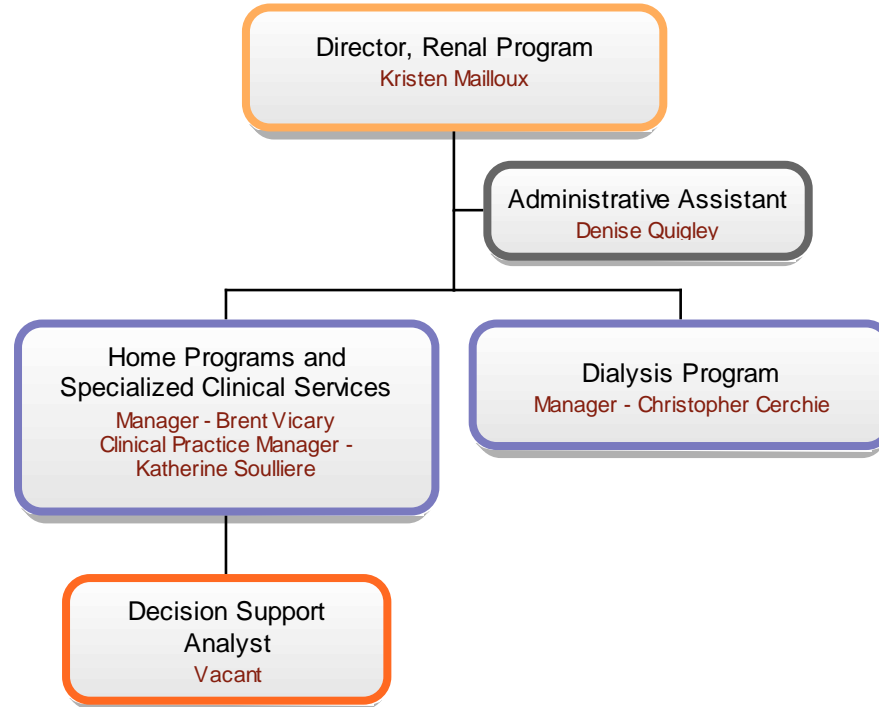 Director, Renal Program
Kristen Mailloux
Administrative Assistant
Denise Quigley
Home Programs and
Specialized Clinical Services
Manager - Brent Vicary
Clinical Practice Manager -
Katherine Soulliere
Dialysis Program
Manager - Christopher Cerchie
Decision Support
Analyst
Vacant